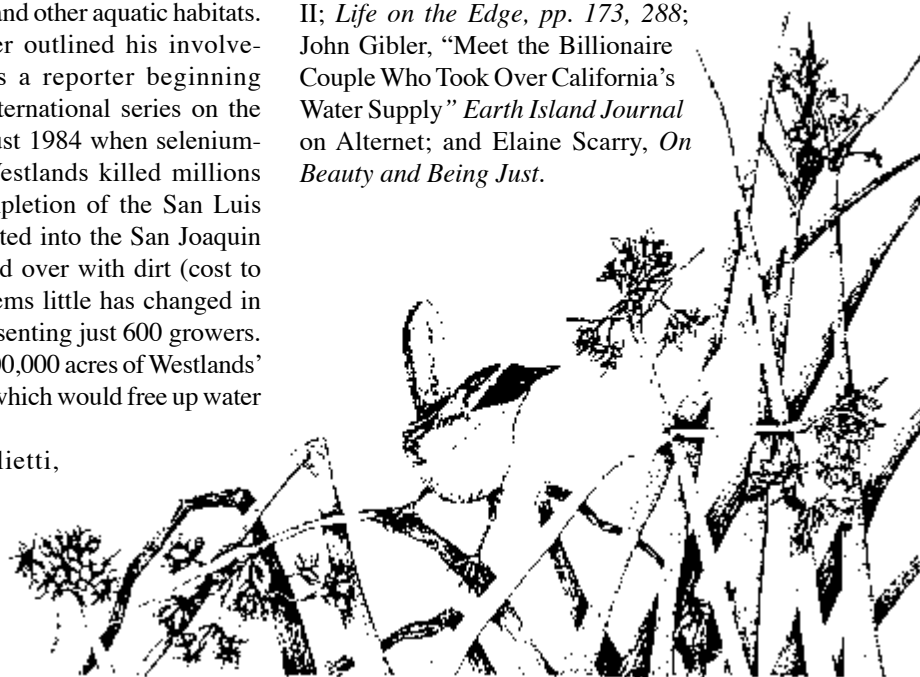 and other aquatic habitats.
er outlined his involve-
s a reporter beginning
ternational series on the
ust 1984 when selenium-
Westlands killed millions
pletion of the San Luis
ted into the San Joaquin
d over with dirt (cost to
ems little has changed in
senting just 600 growers.
00,000 acres of Westlands’
which would free up water
lietti,
II; Life on the Edge, pp. 173, 288;
John Gibler, “Meet the Billionaire
Couple Who Took Over California’s
Water Supply” Earth Island Journal
on Alternet; and Elaine Scarry, On
Beauty and Being Just.